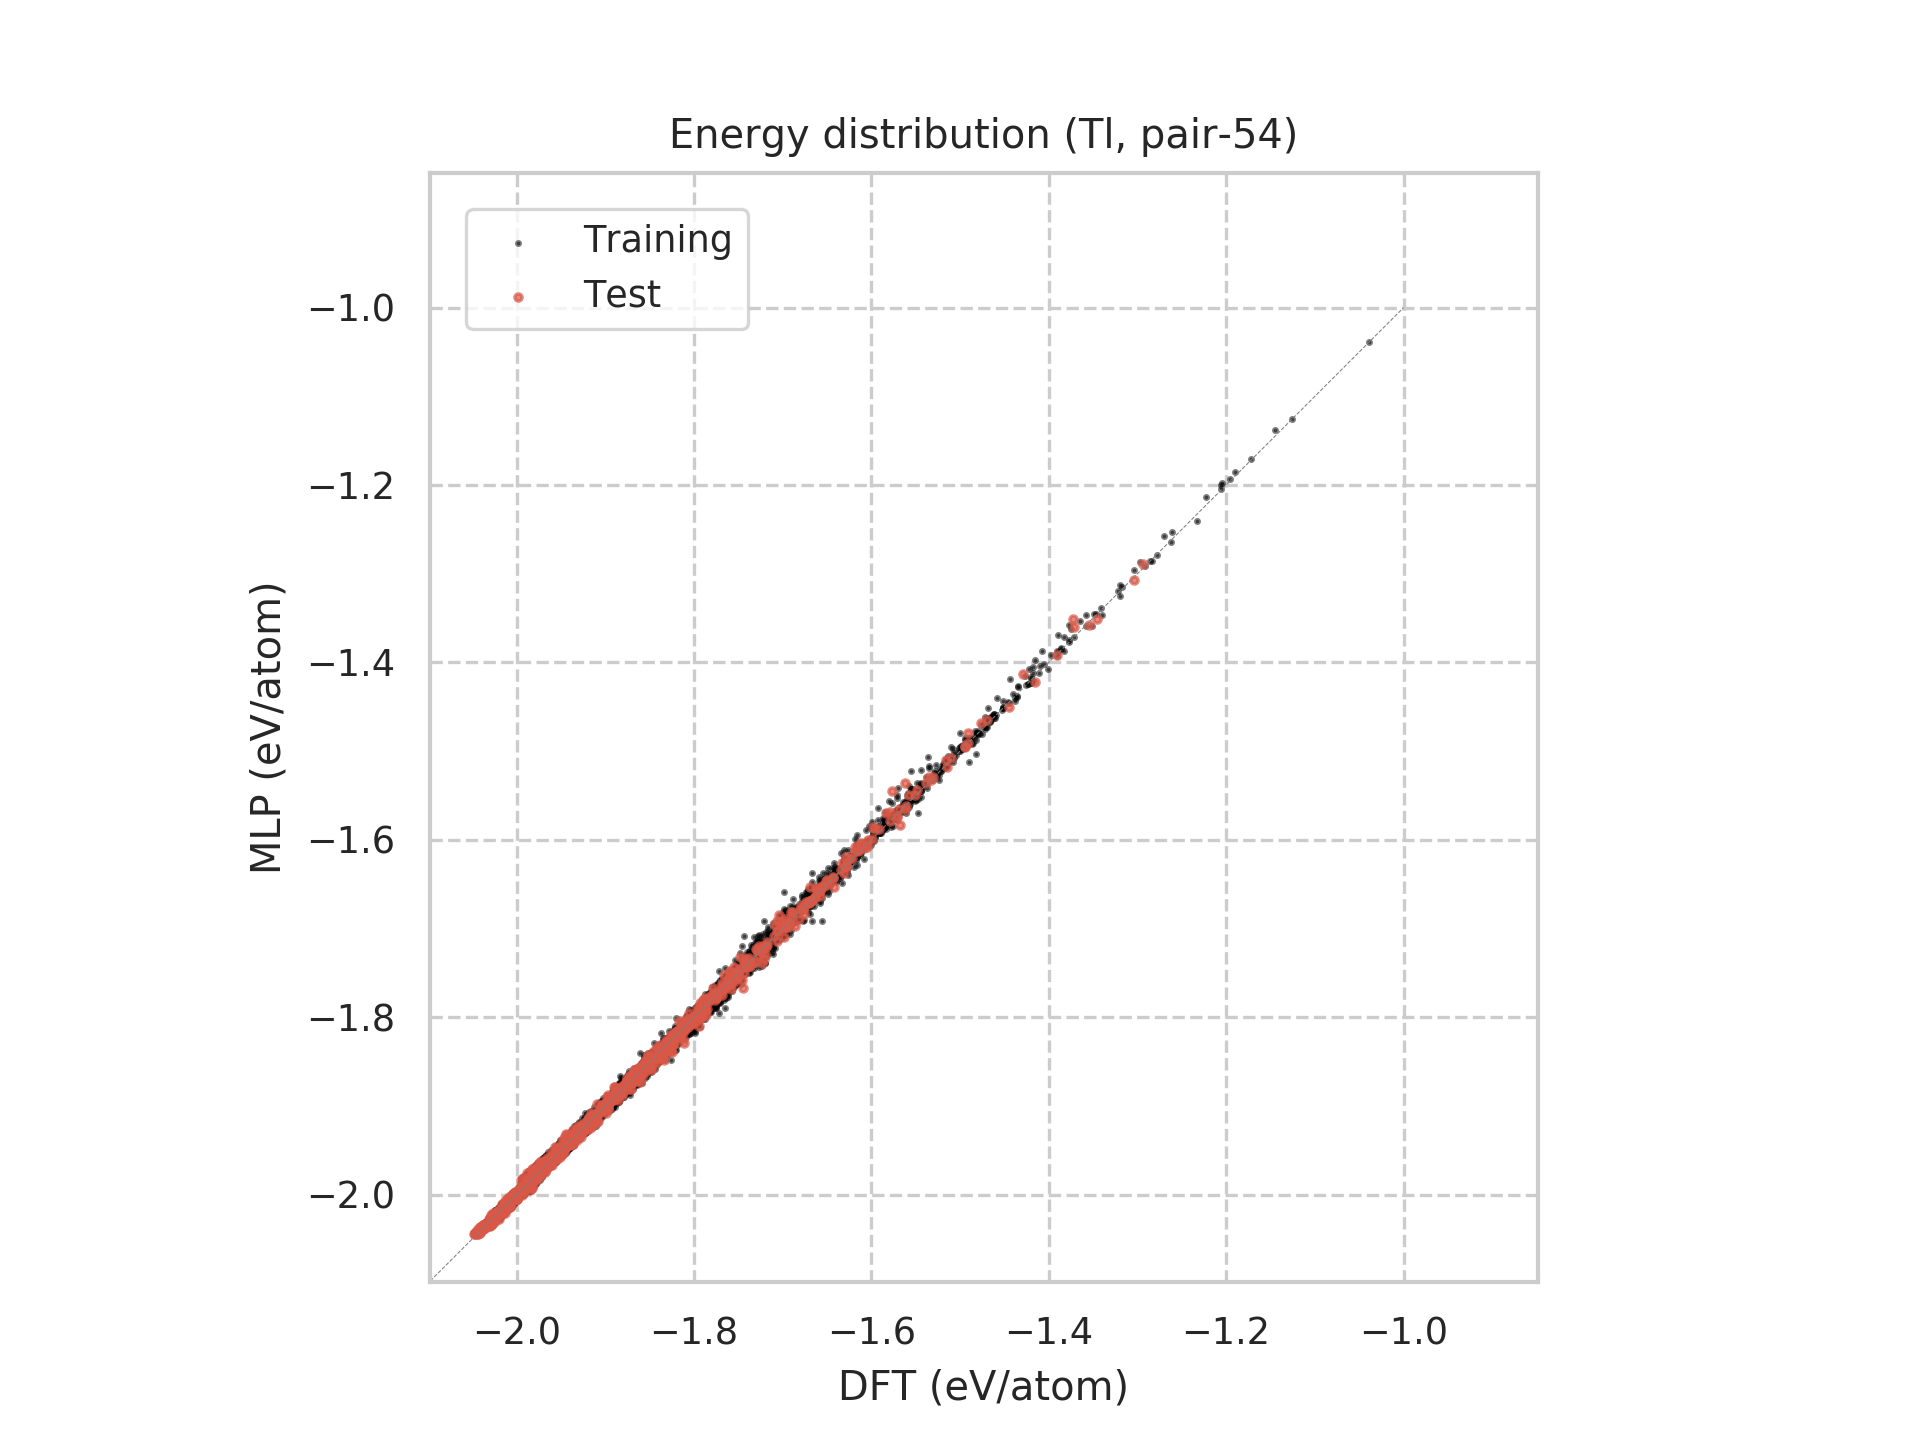 Energy distribution (Tl, pair-54)
Training
Test
−1.0
−1.2
−1.4
−1.6
−1.8
−2.0
MLP (eV/atom)
−2.0 −1.8 −1.6 −1.4 −1.2 −1.0
DFT (eV/atom)